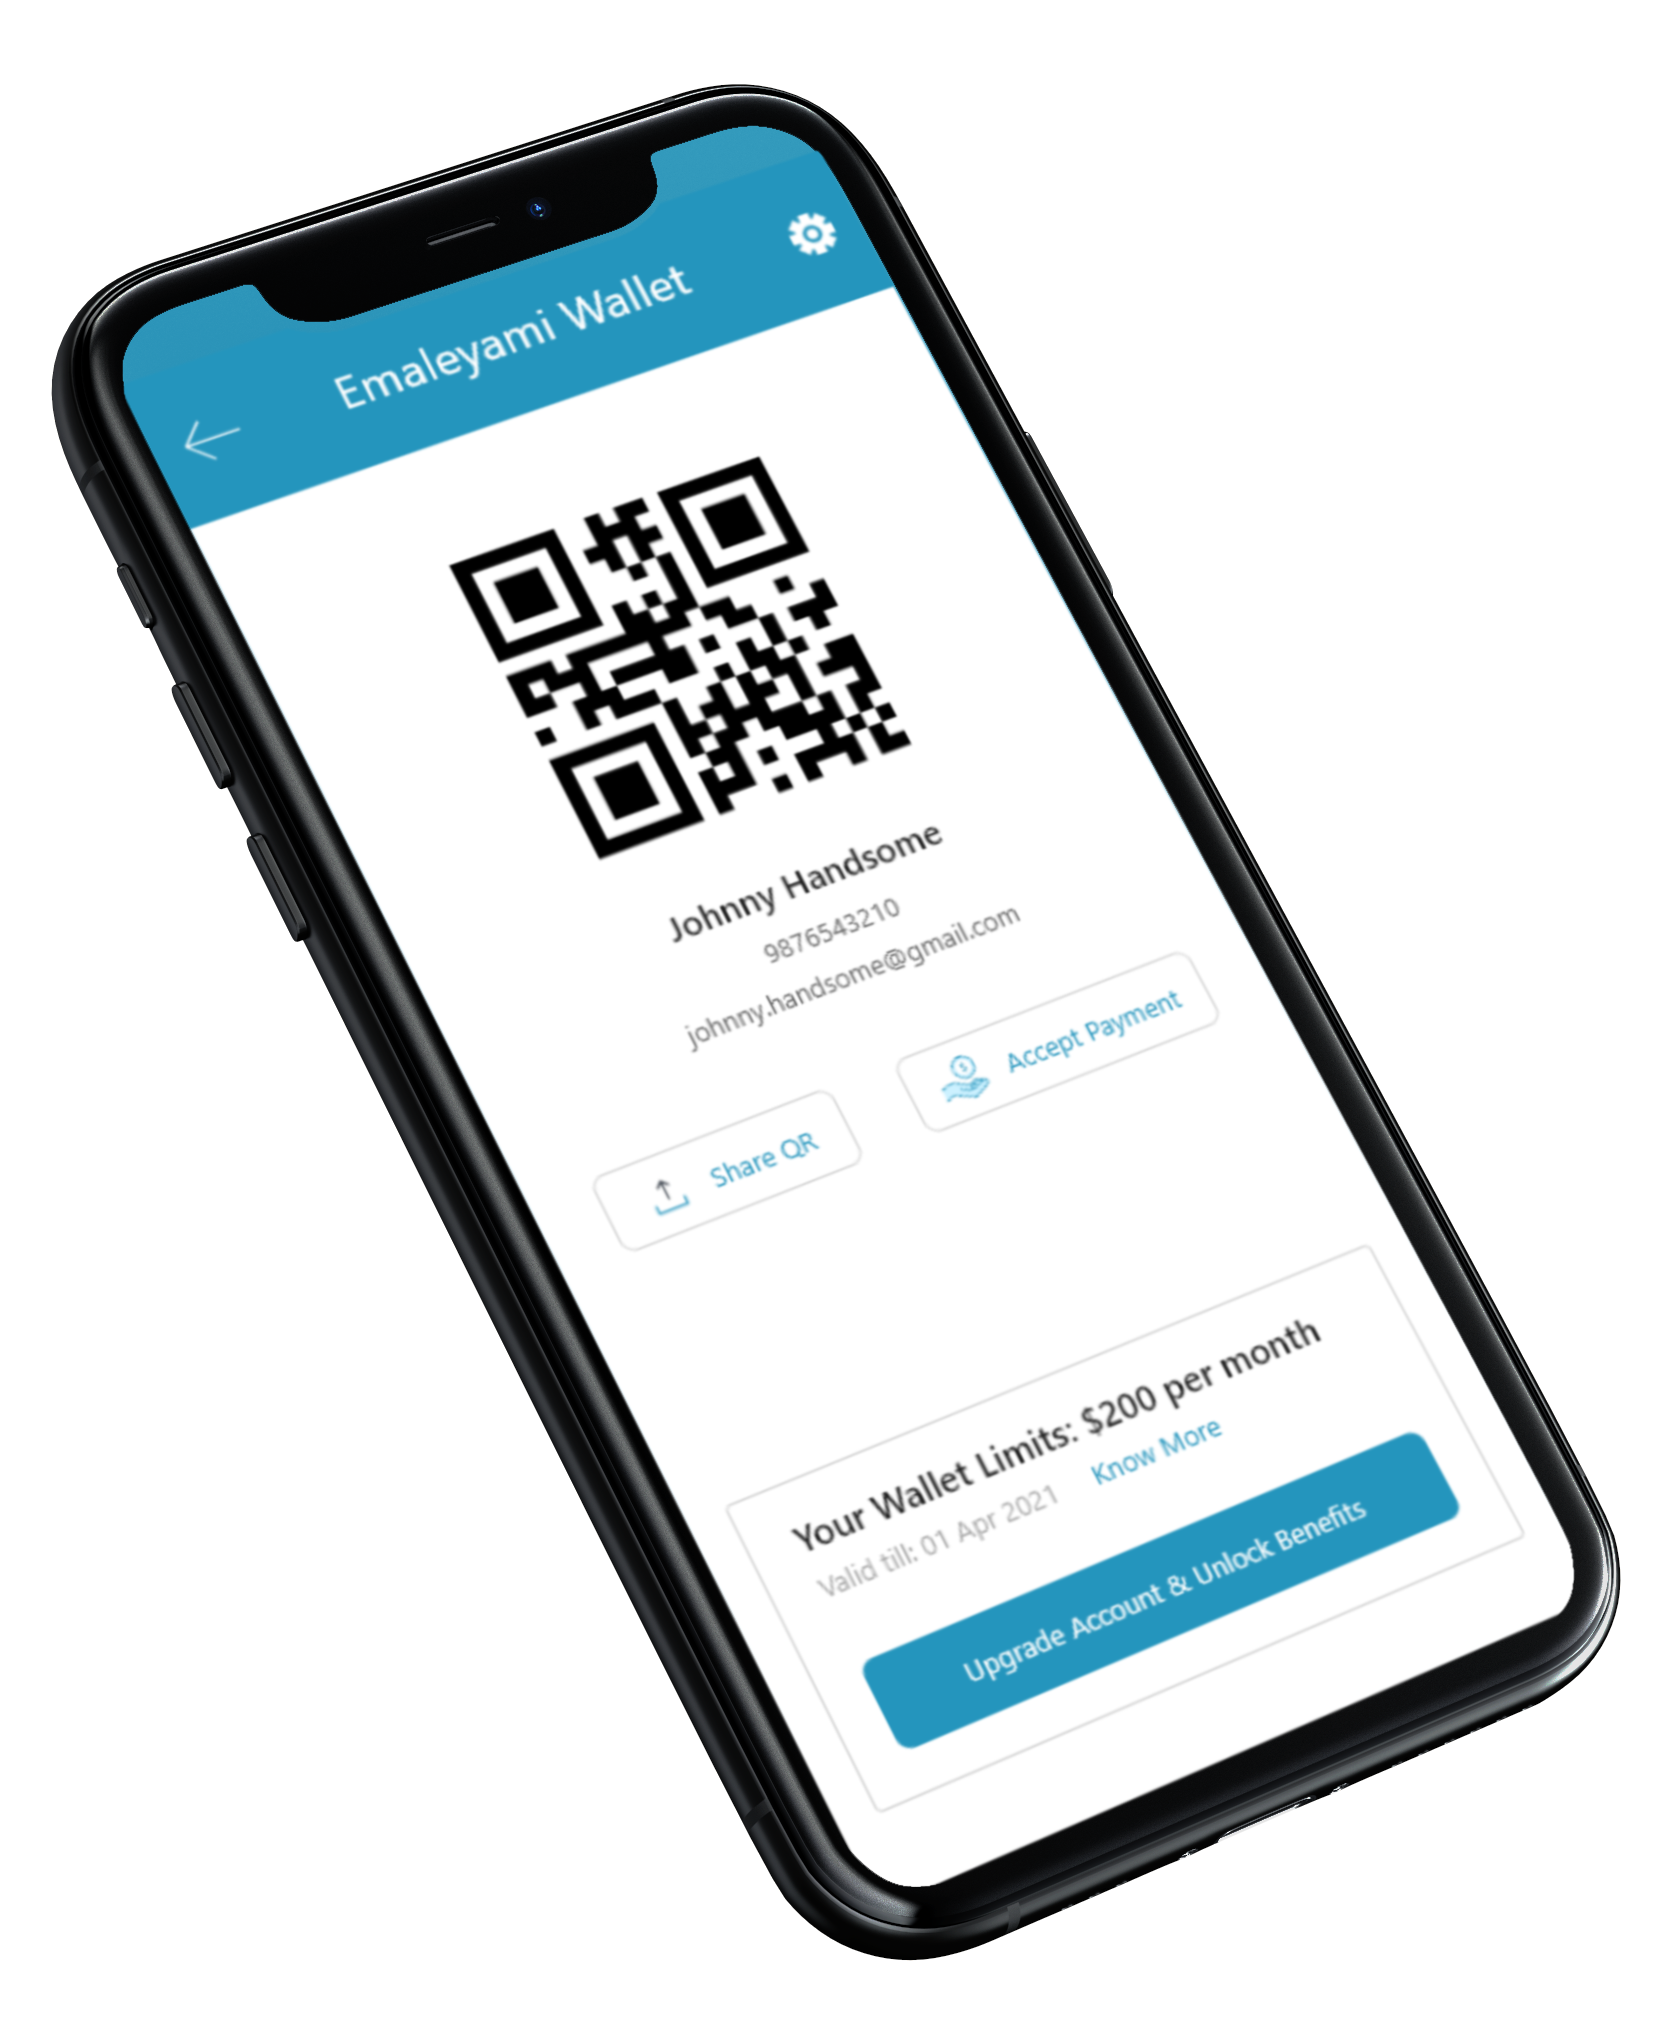 Emaleyami Wallet
Johnny Handsome
9876543210
johnny.handsome@gmail.com
Share QR
Accept Payment
Your Wallet Limits: $200 per month
Valid till: 01 Apr 2021 Know More
Upgrade Account & Unlock Benefits